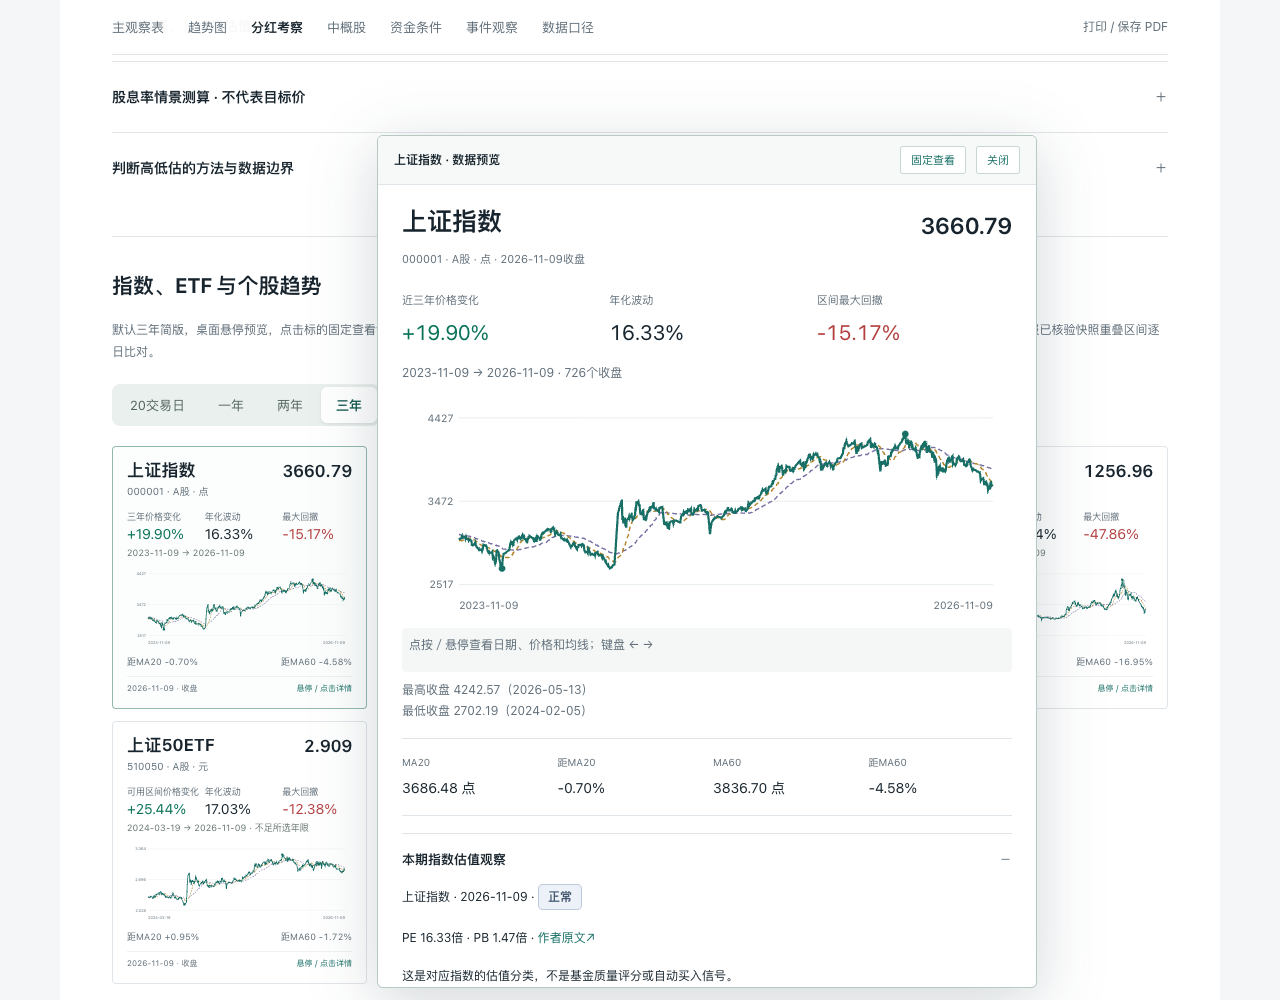 主观察表 趋势图 分红考察 中概股 资金条件 事件观察 数据口径 打印 / 保存 PDF
股息率情景测算 · 不代表目标价 +
判断高低估的方法与数据边界 +
指数、ETF 与个股趋势
默认三年简版，桌面悬停预览，点击标的固定查看
已核验快照重叠区间逐
日比对。
20交易日 一年 两年 三年
上证指数 3660.79
000001 · A股 · 点
三年价格变化 年化波动 最大回撤
+19.90% 16.33% -15.17%
2023-11-09 → 2026-11-09
4427
3472
2517
2023-11-09 2026-11-09
距MA20 -0.70% 距MA60 -4.58%
2026-11-09 · 收盘 悬停 / 点击详情
上证50ETF 2.909
510050 · A股 · 元
可用区间价格变化 年化波动 最大回撤
+25.44% 17.03% -12.38%
2024-03-19 → 2026-11-09 · 不足所选年限
2024-03-19 2026-11-09
距MA20 +0.95% 距MA60 -1.72%
2026-11-09 · 收盘 悬停 / 点击详情
上证指数 · 数据预览 固定查看 关闭
上证指数 3660.79
000001 · A股 · 点 · 2026-11-09收盘
近三年价格变化 年化波动 区间最大回撤
+19.90% 16.33% -15.17%
2023-11-09 → 2026-11-09 · 726个收盘
4427
3472
2517
2023-11-09 2026-11-09
点按 / 悬停查看日期、价格和均线；键盘 ← →
最高收盘 4242.57（2026-05-13）
最低收盘 2702.19（2024-02-05）
MA20 距MA20 MA60 距MA60
3686.48 点 -0.70% 3836.70 点 -4.58%
本期指数估值观察 −
上证指数 · 2026-11-09 · 正常
PE 16.33倍 · PB 1.47倍 · 作者原文↗
这是对应指数的估值分类，不是基金质量评分或自动买入信号。
1256.96
最大回撤
4% -47.86%
09
2026-11-09
距MA60 -16.95%
悬停 / 点击详情